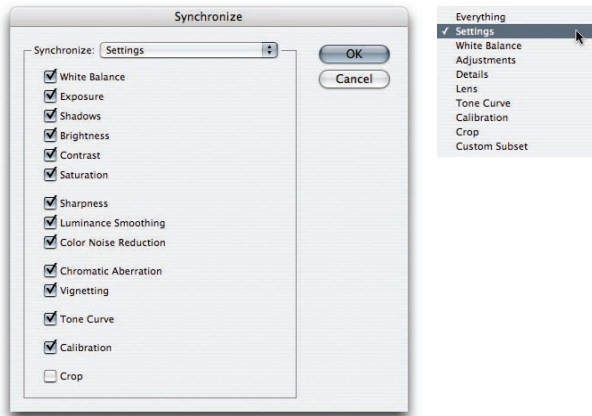 Synchronize
Synchronize: Settings
OK
Cancel
White Balance
Exposure
Shadows
Brightness
Contrast
Saturation
Sharpness
Luminance Smoothing
Color Noise Reduction
Chromatic Aberration
Vignetting
Tone Curve
Calibration
Crop
Everything
Settings
White Balance
Adjustments
Details
Lens
Tone Curve
Calibration
Crop
Custom Subset